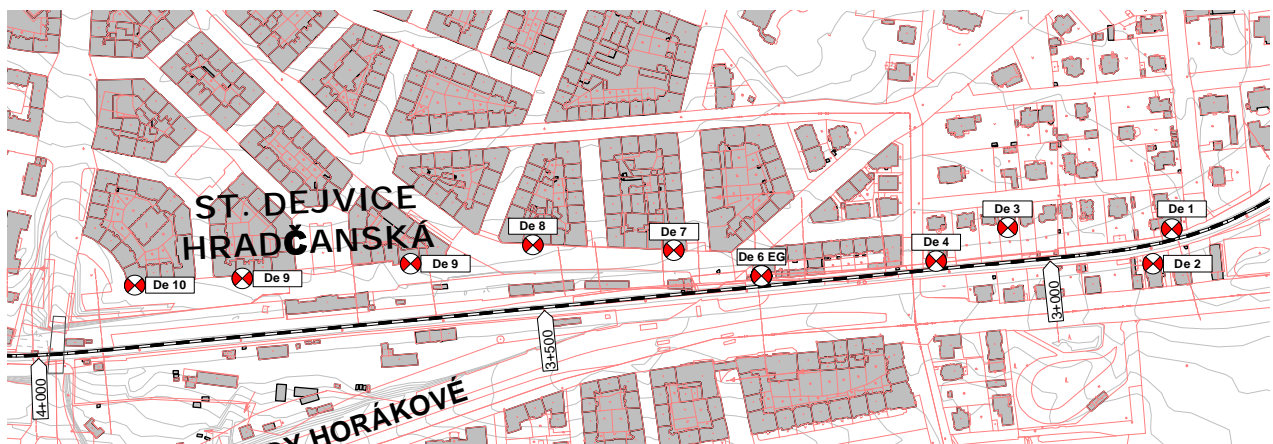 ST. DEJVICE
HRADČANSKÁ
De 1
De 3
De 8
De 7
De 4
De 6 EG
De 9
De 2
De 9
De 10
3+000
3+500
4+000
HORÁKOVÉ